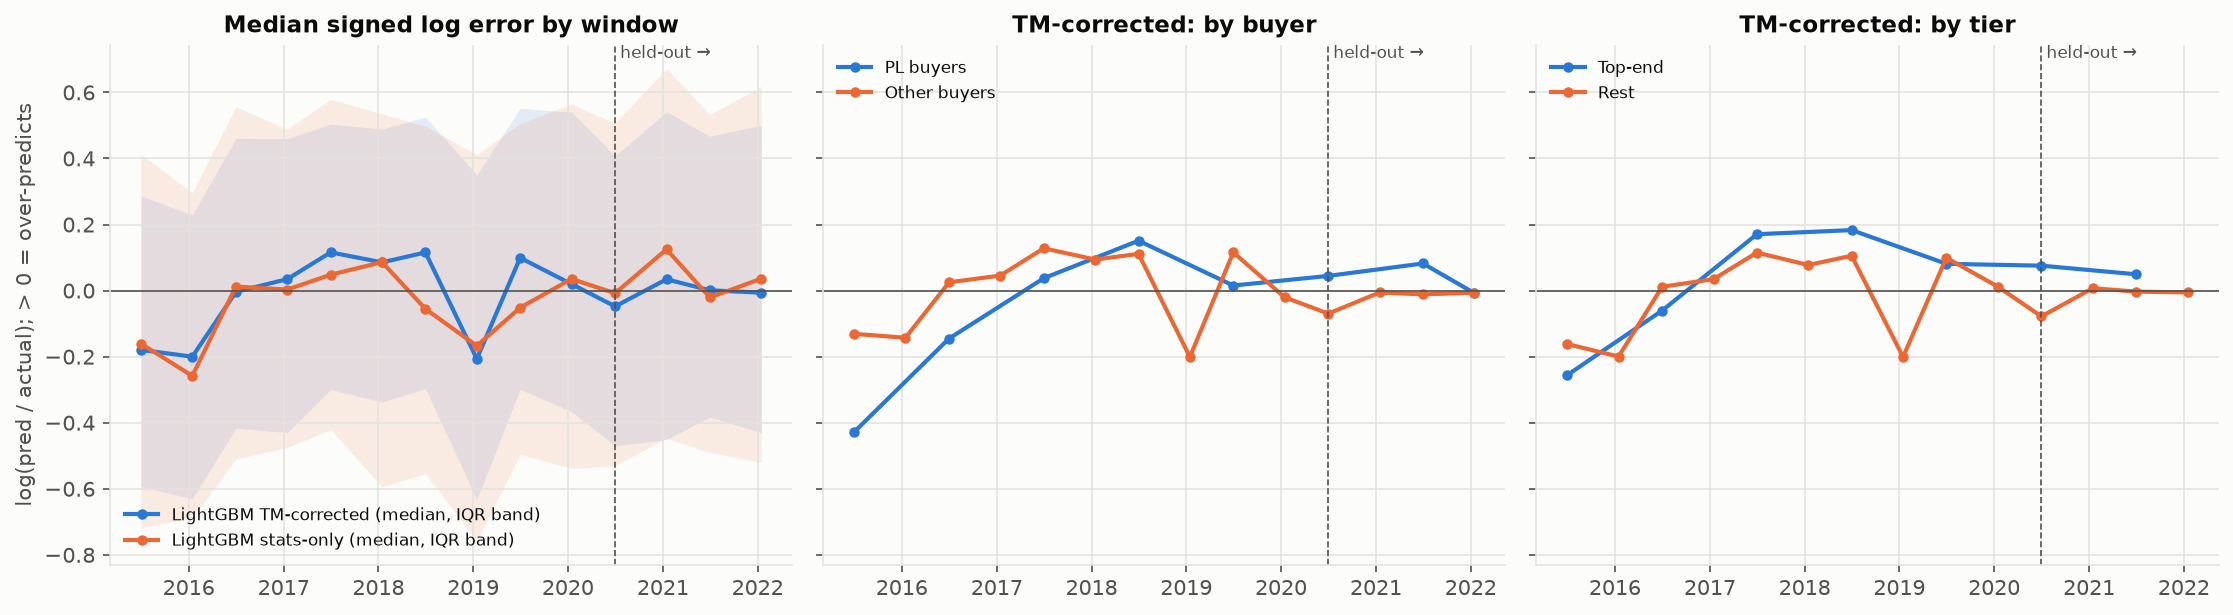 Median signed log error by window
log(pred / actual); > 0 = over-predicts
held-out →
0.6
0.4
0.2
0.0
−0.2
−0.4
−0.6
−0.8
LightGBM TM-corrected (median, IQR band)
LightGBM stats-only (median, IQR band)
2016 2017 2018 2019 2020 2021 2022
TM-corrected: by buyer
PL buyers
Other buyers
held-out →
2016 2017 2018 2019 2020 2021 2022
TM-corrected: by tier
Top-end
Rest
held-out →
2016 2017 2018 2019 2020 2021 2022